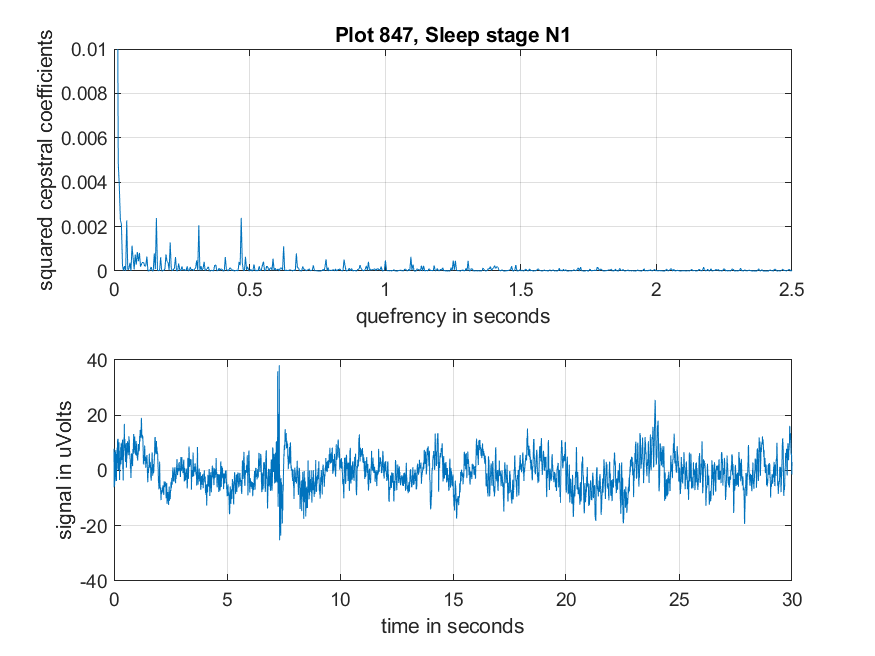 Plot 847, Sleep stage N1
squared cepstral coefficients
0.01
0.008
0.006
0.004
0.002
0
0 0.5 1 1.5 2 2.5
quefrency in seconds
signal in uVolts
40
20
0
-20
-40
0 5 10 15 20 25 30
time in seconds